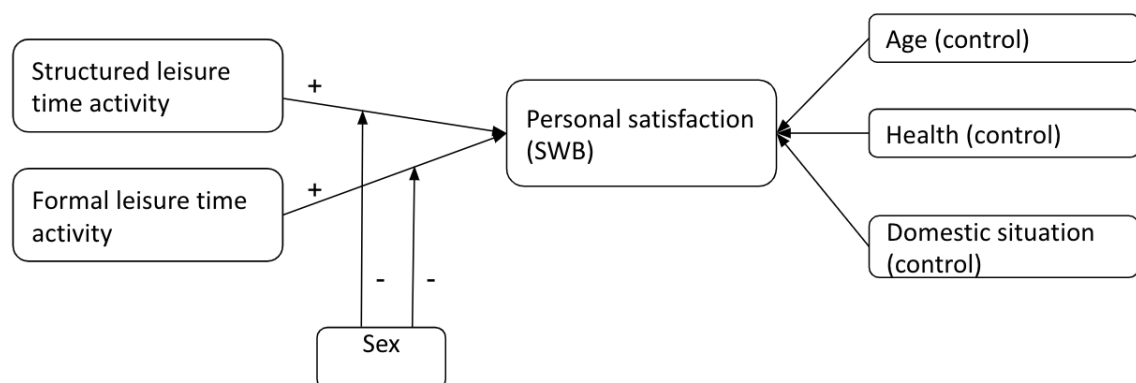 Structured leisure
time activity
+
Formal leisure time
activity
+
Personal satisfaction
(SWB)
Age (control)
Health (control)
Domestic situation
(control)
-
-
Sex